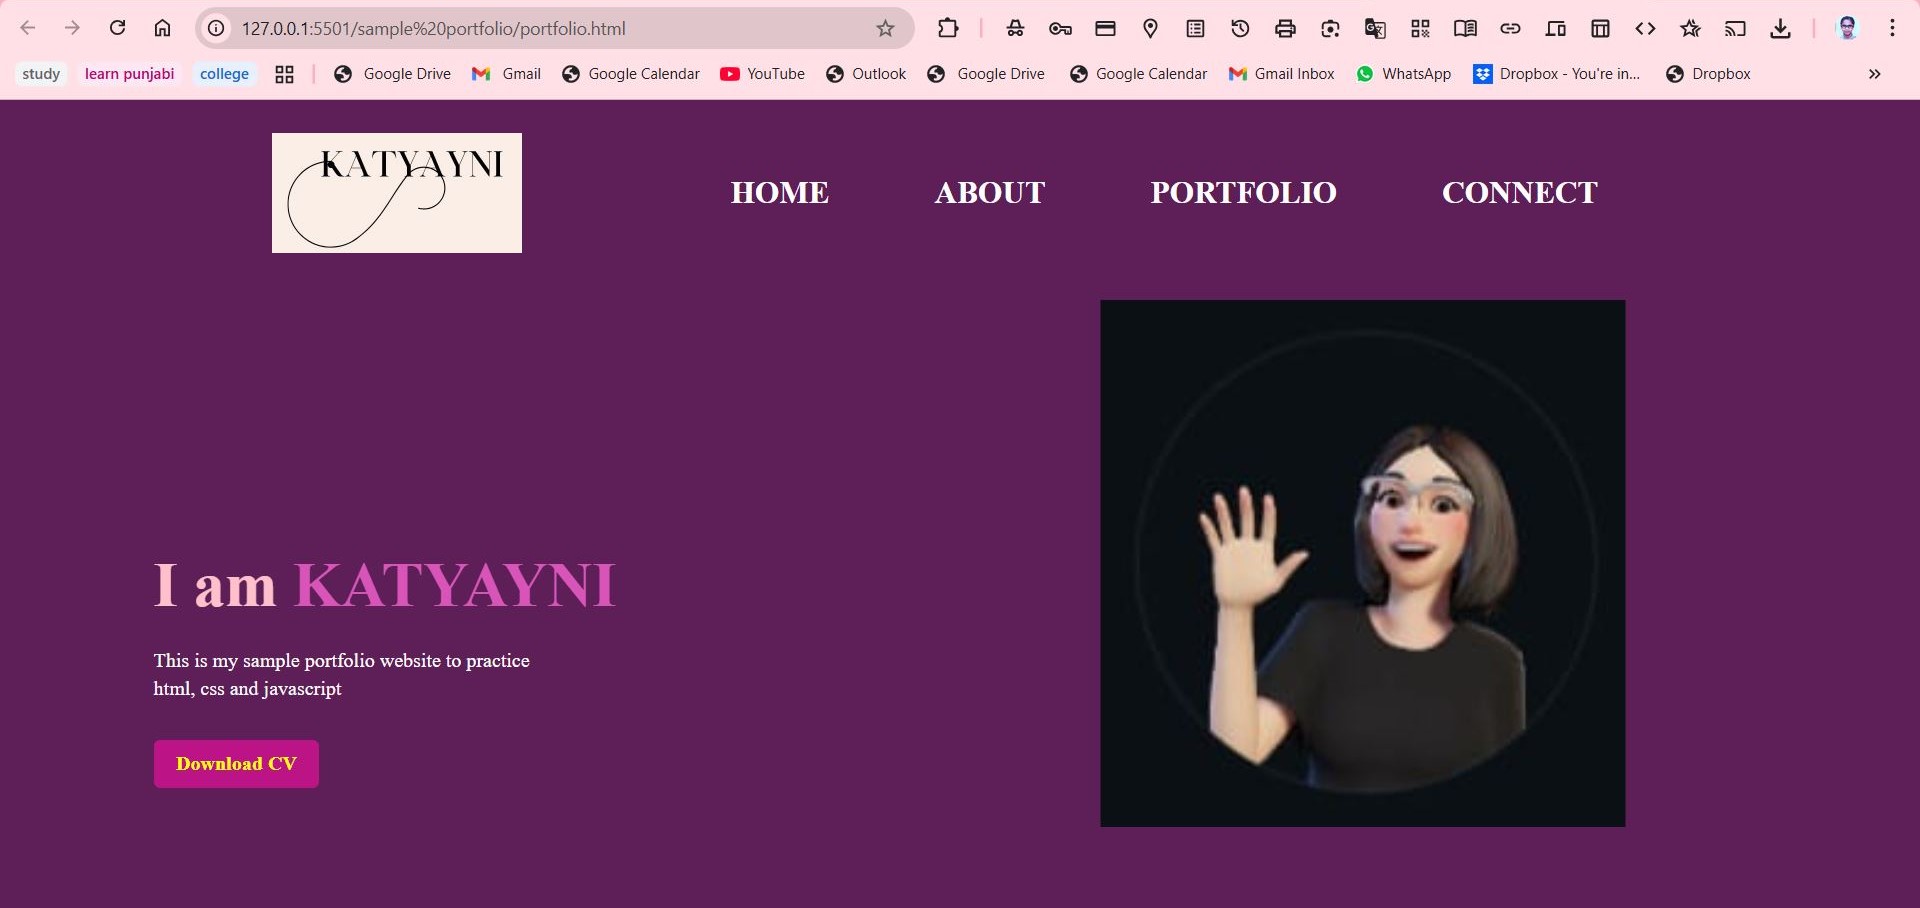 127.0.0.1:5501/sample%20portfolio/portfolio.html
study learn punjabi college Google Drive Gmail Google Calendar YouTube Outlook Google Drive Google Calendar Gmail Inbox WhatsApp Dropbox - You're in... Dropbox »
KATYAYNI
HOME ABOUT PORTFOLIO CONNECT
I am KATYAYNI
This is my sample portfolio website to practice
html, css and javascript
Download CV